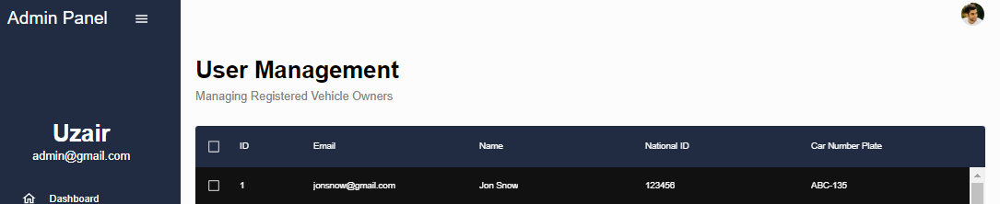 Admin Panel
User Management
Managing Registered Vehicle Owners
Uzair
admin@gmail.com
Dashboard
ID Email Name National ID Car Number Plate
1 jonsnow@gmail.com Jon Snow 123456 ABC-135